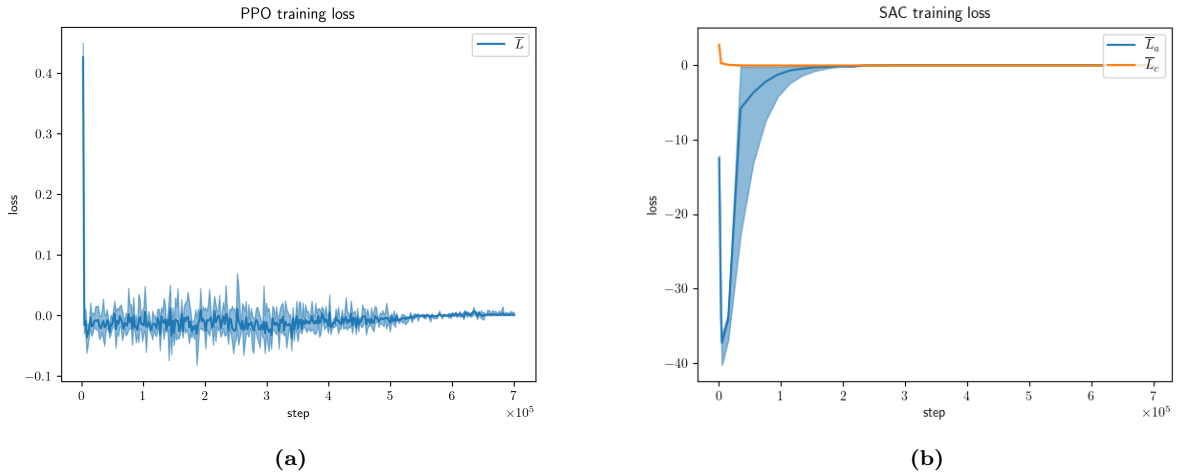 PPO training loss
L̅
0.4
0.3
0.2
0.1
0.0
−0.1
loss
0 1 2 3 4 5 6 7
×10⁵
step
(a)
SAC training loss
L̅ₐ
L̅_c
0
−10
−20
−30
−40
loss
0 1 2 3 4 5 6 7
×10⁵
step
(b)